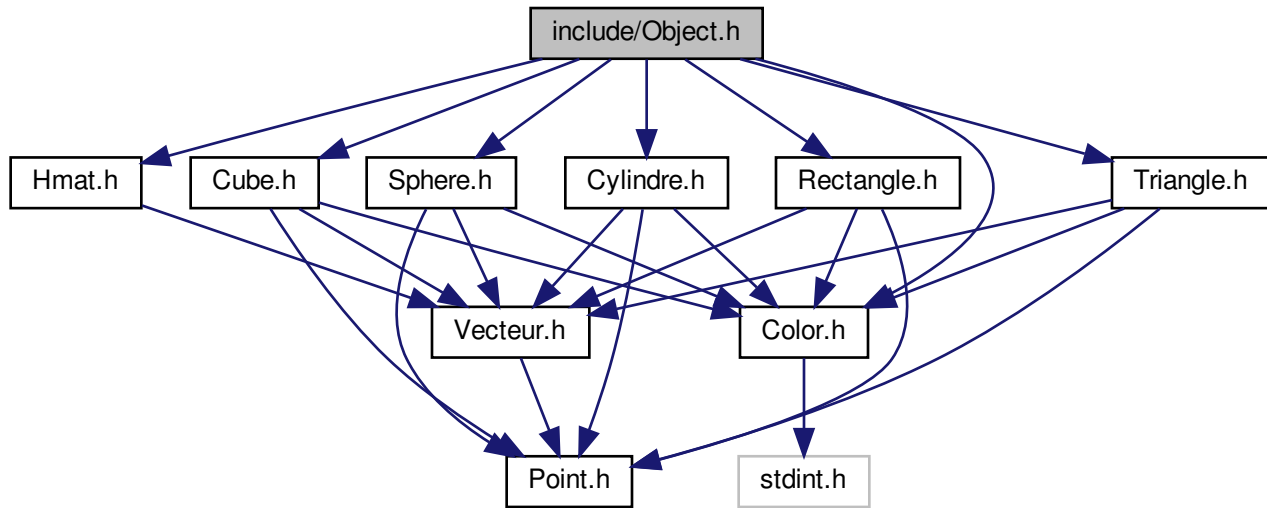 include/Object.h
Hmat.h
Cube.h
Sphere.h
Cylindre.h
Rectangle.h
Triangle.h
Vecteur.h
Color.h
Point.h
stdint.h